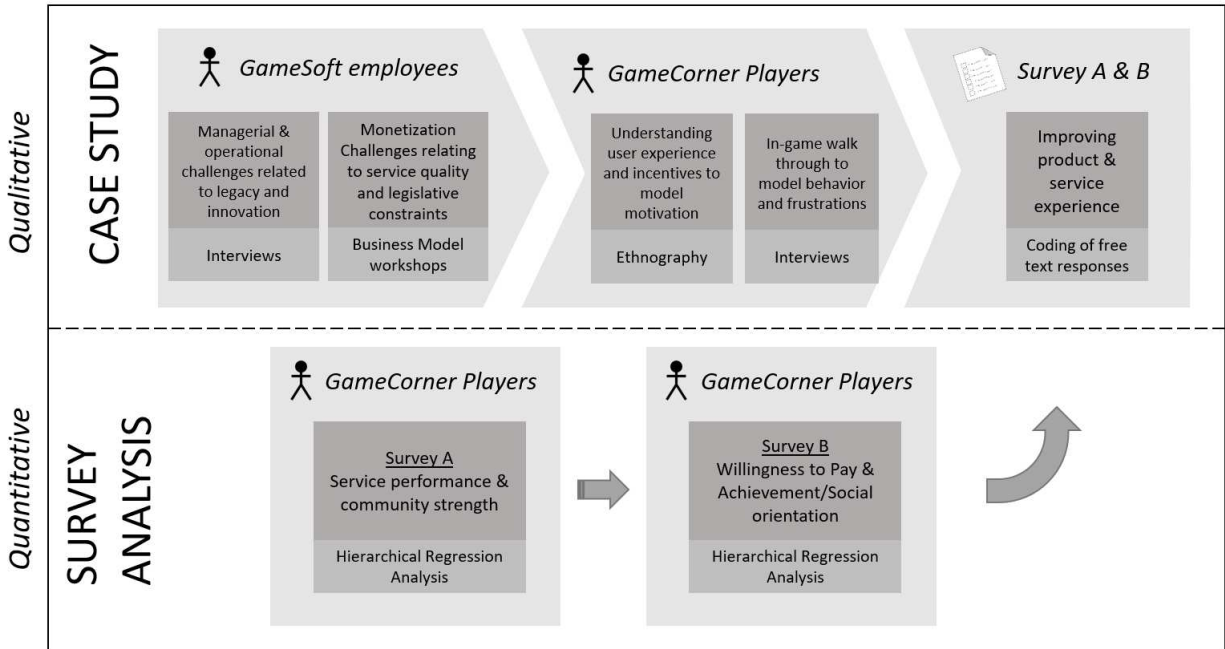 Qualitative
CASE STUDY
GameSoft employees
Managerial &
operational
challenges related
to legacy and
innovation
Interviews
Monetization
Challenges relating
to service quality
and legislative
constraints
Business Model
workshops
GameCorner Players
Understanding
user experience
and incentives to
model
motivation
Ethnography
In-game walk
through to
model behavior
and frustrations
Interviews
Survey A & B
Improving
product &
service
experience
Coding of free
text responses
Quantitative
SURVEY
ANALYSIS
GameCorner Players
Survey A
Service performance &
community strength
Hierarchical Regression
Analysis
GameCorner Players
Survey B
Willingness to Pay &
Achievement/Social
orientation
Hierarchical Regression
Analysis